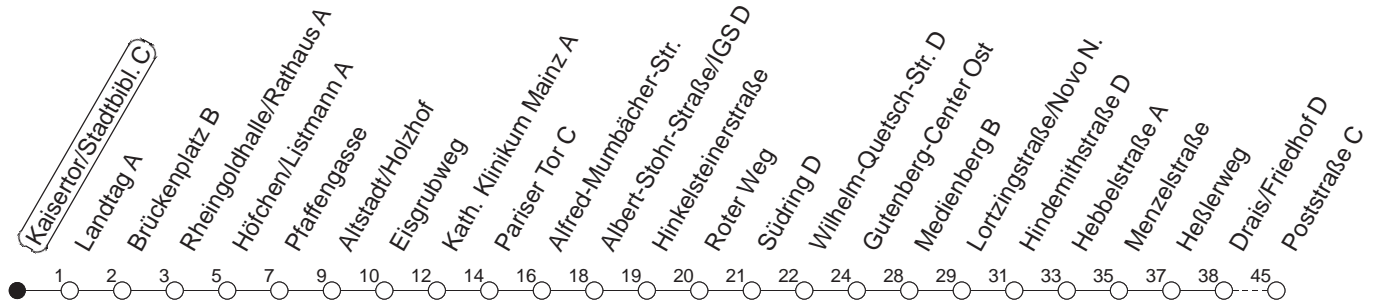 Kaisertor/Stadtbibl. C
Landtag A
Brückenplatz B
Rheingoldhalle/Rathaus A
Höfchen/Listmann A
Pfaffengasse
Altstadt/Holzhof
Eisgrubweg
Kath. Klinikum Mainz A
Pariser Tor C
Alfred-Mumbächer-Str.
Albert-Stohr-Straße/IGS D
Hinkelsteinerstraße
Roter Weg
Südring D
Wilhelm-Quetsch-Str. D
Gutenberg-Center Ost
Medienberg B
Lortzingstraße/Novo N.
Hindemithstraße D
Hebbelstraße A
Menzelstraße
Heßlerweg
Drais/Friedhof D
Poststraße C
1 2 3 5 7 9 10 12 14 16 18 19 20 21 22 24 28 29 31 33 35 37 38 45